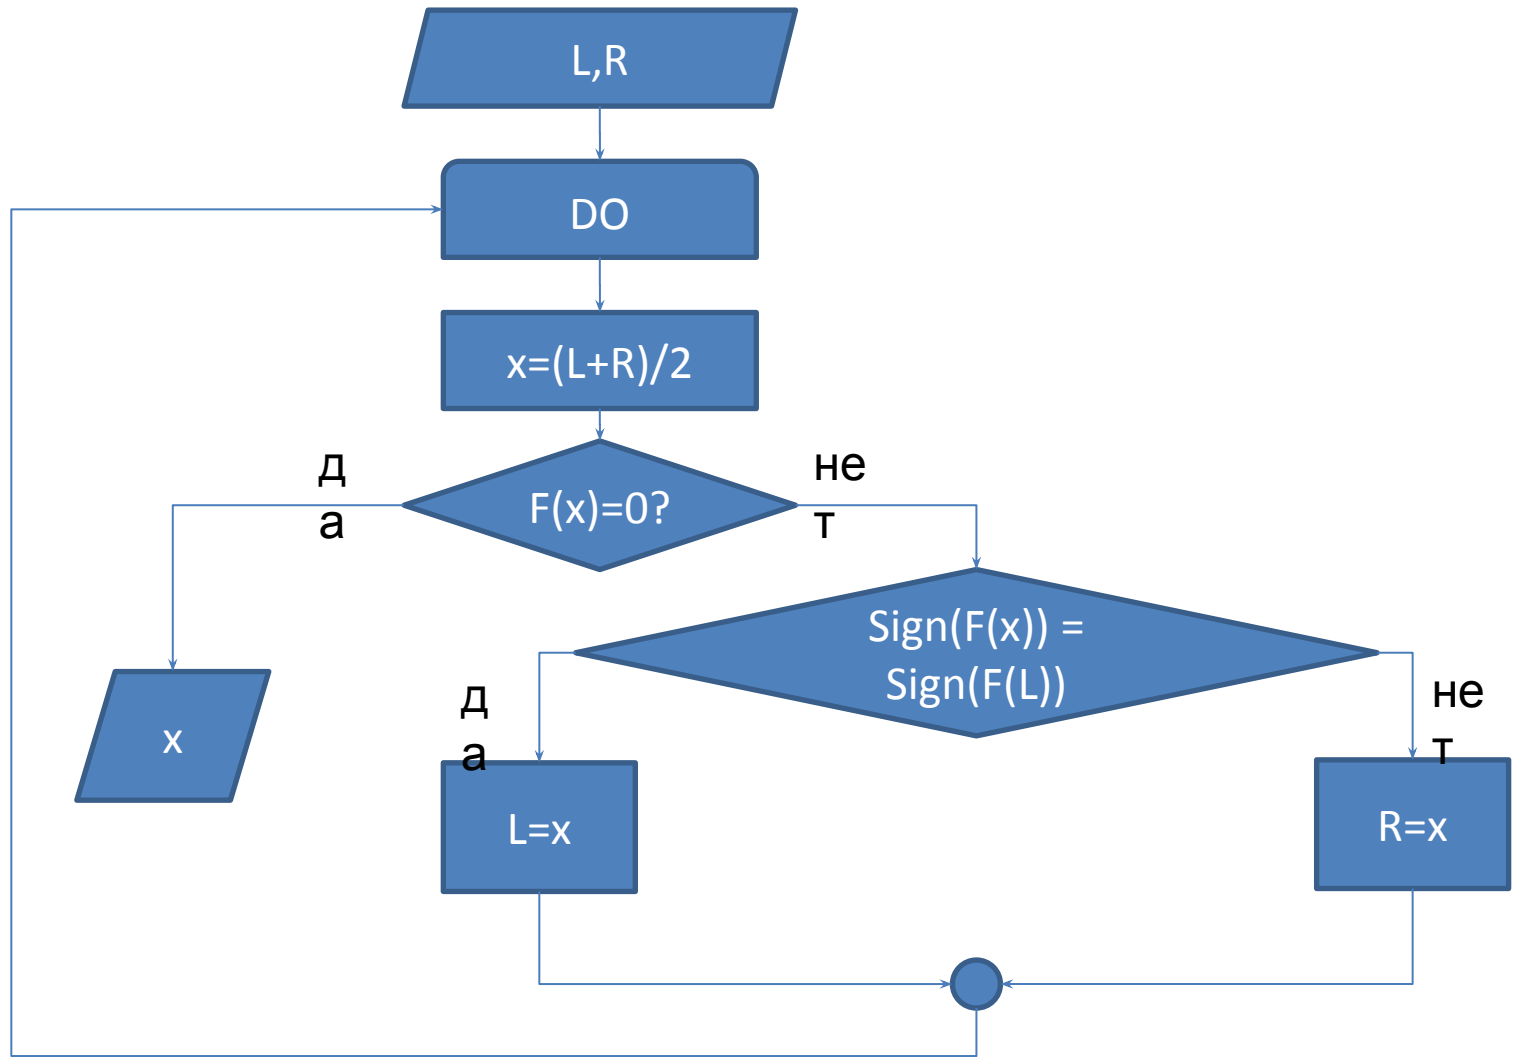 L,R
DO
x=(L+R)/2
д
а
не
т
F(x)=0?
Sign(F(x)) =
Sign(F(L))
д
а
не
т
x
L=x
R=x